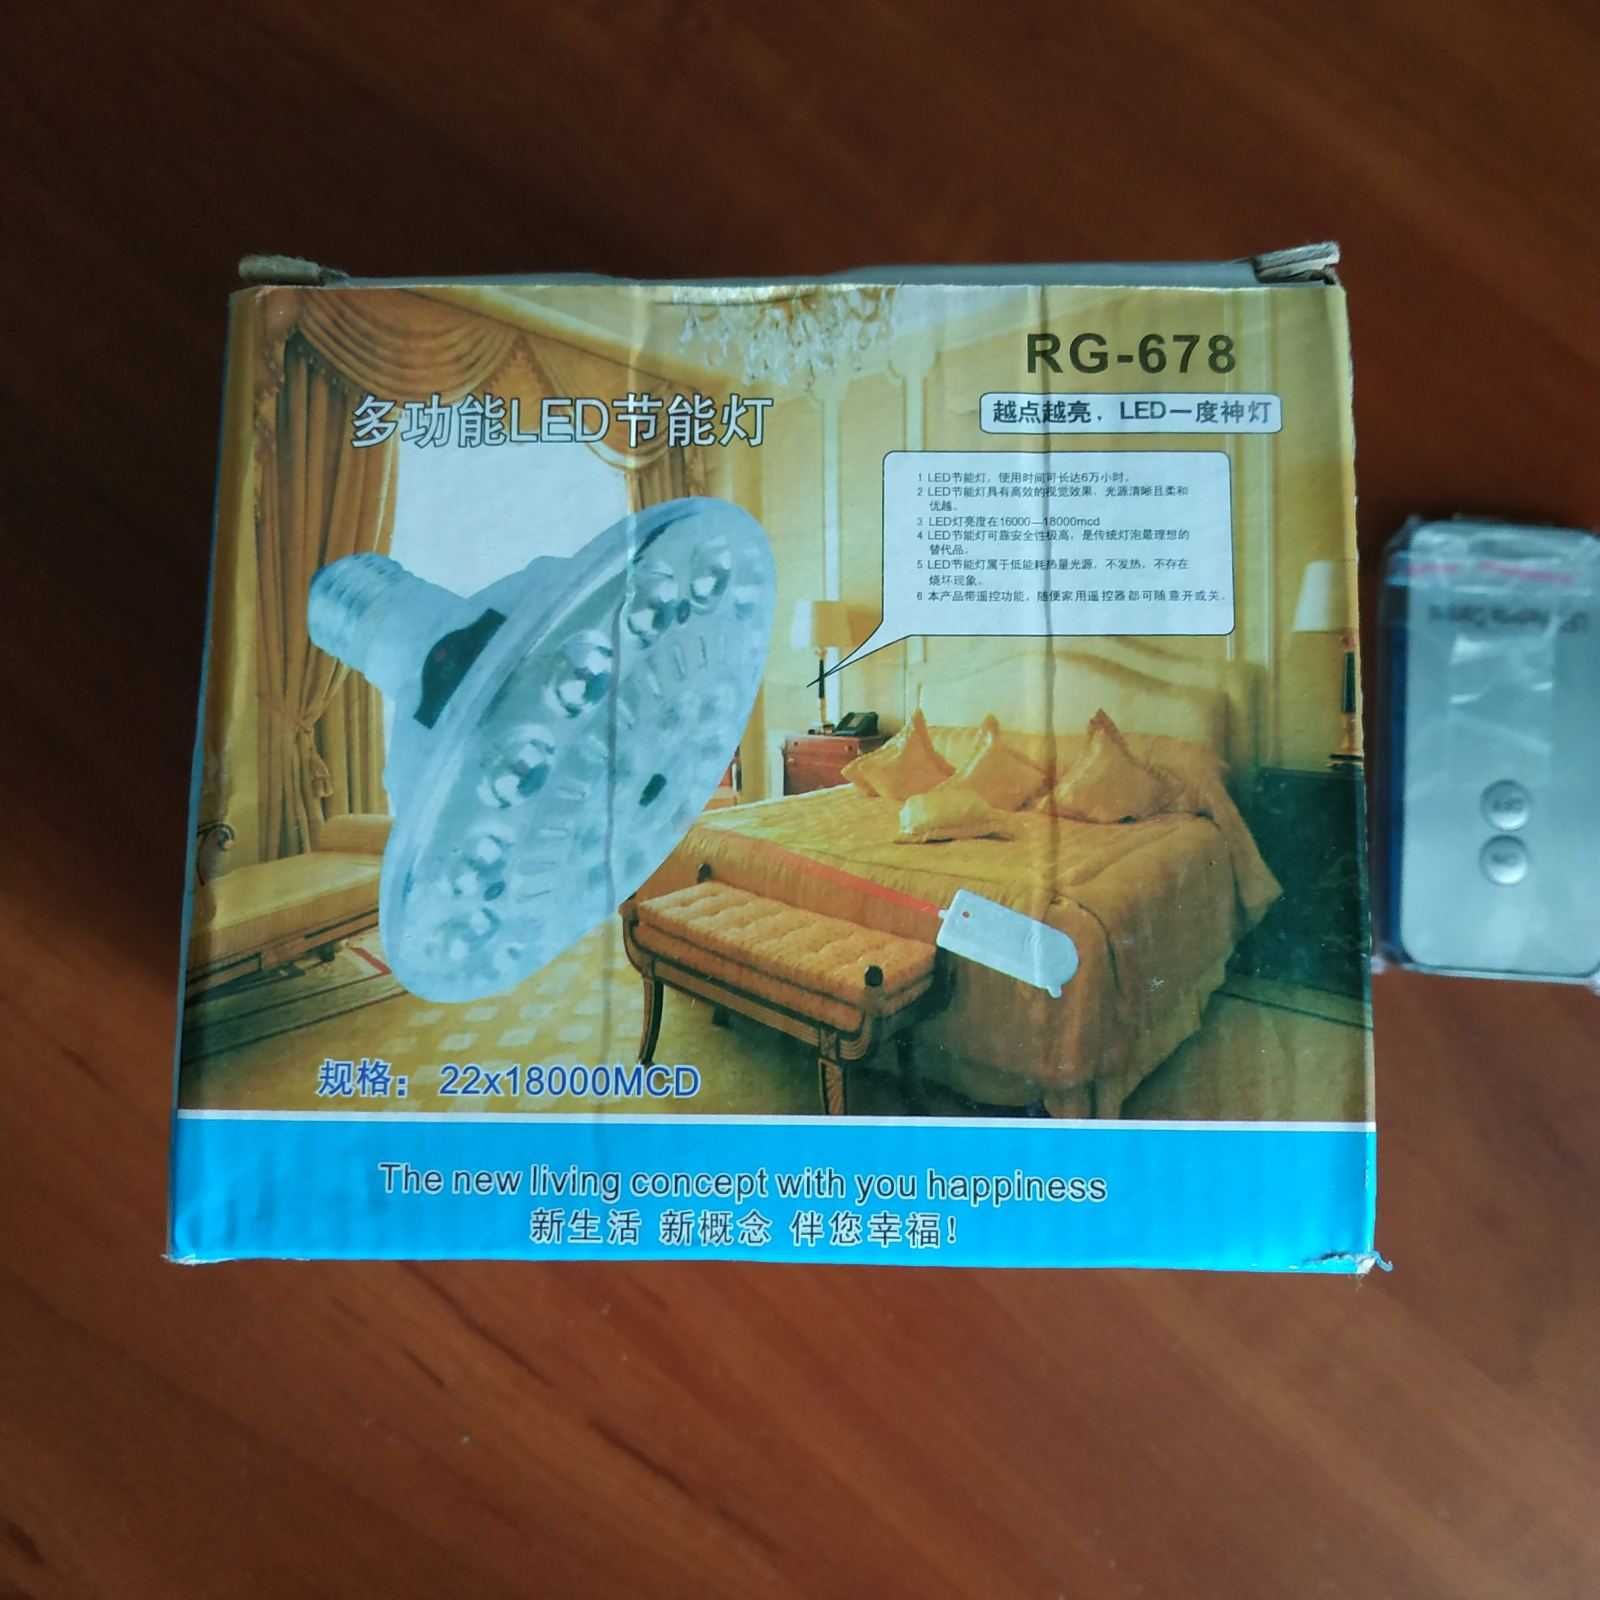 RG-678
多功能LED节能灯
越点越亮，LED一度神灯
1 LED节能灯，使用时间可长达6万小时。
2 LED节能灯具有高效的视觉效果，光源清晰且柔和
优越。
3 LED灯亮度在16000—18000mcd
4 LED节能灯可靠安全性极高，是传统灯泡最理想的
替代品。
5 LED节能灯属于低能耗热量光源，不发热，不存在
烧坏现象。
6 本产品带遥控功能，随便家用遥控器都可随意开或关。
规格：22x18000MCD
The new living concept with you happiness
新生活 新概念 伴您幸福！